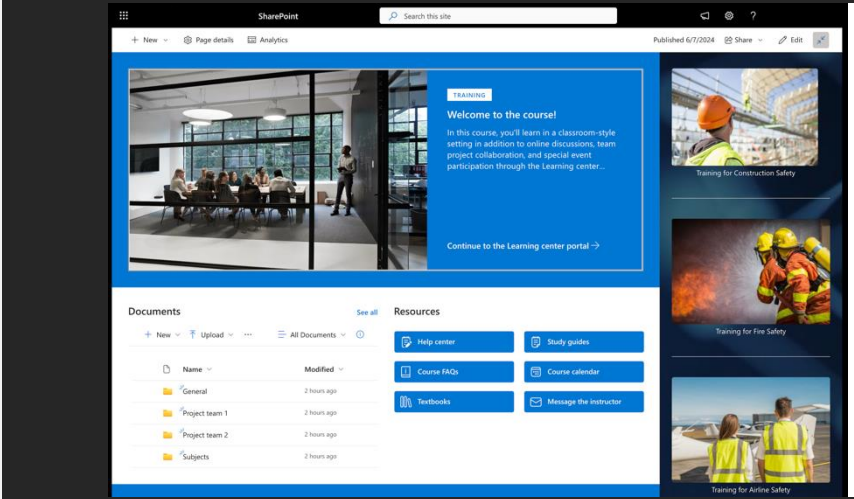 SharePoint
Search this site
?
+ New
Page details
Analytics
Published 6/7/2024
Share
Edit
TRAINING
Welcome to the course!
In this course, you'll learn in a classroom-style
setting in addition to online discussions, team
project collaboration, and special event
participation through the Learning center...
Continue to the Learning center portal →
Training for Construction Safety
Training for Fire Safety
Training for Airline Safety
Documents
See all
+ New
Upload
...
All Documents
Name
Modified
General
2 hours ago
Project team 1
2 hours ago
Project team 2
2 hours ago
Subjects
2 hours ago
Resources
Help center
Study guides
Course FAQs
Course calendar
Textbooks
Message the instructor